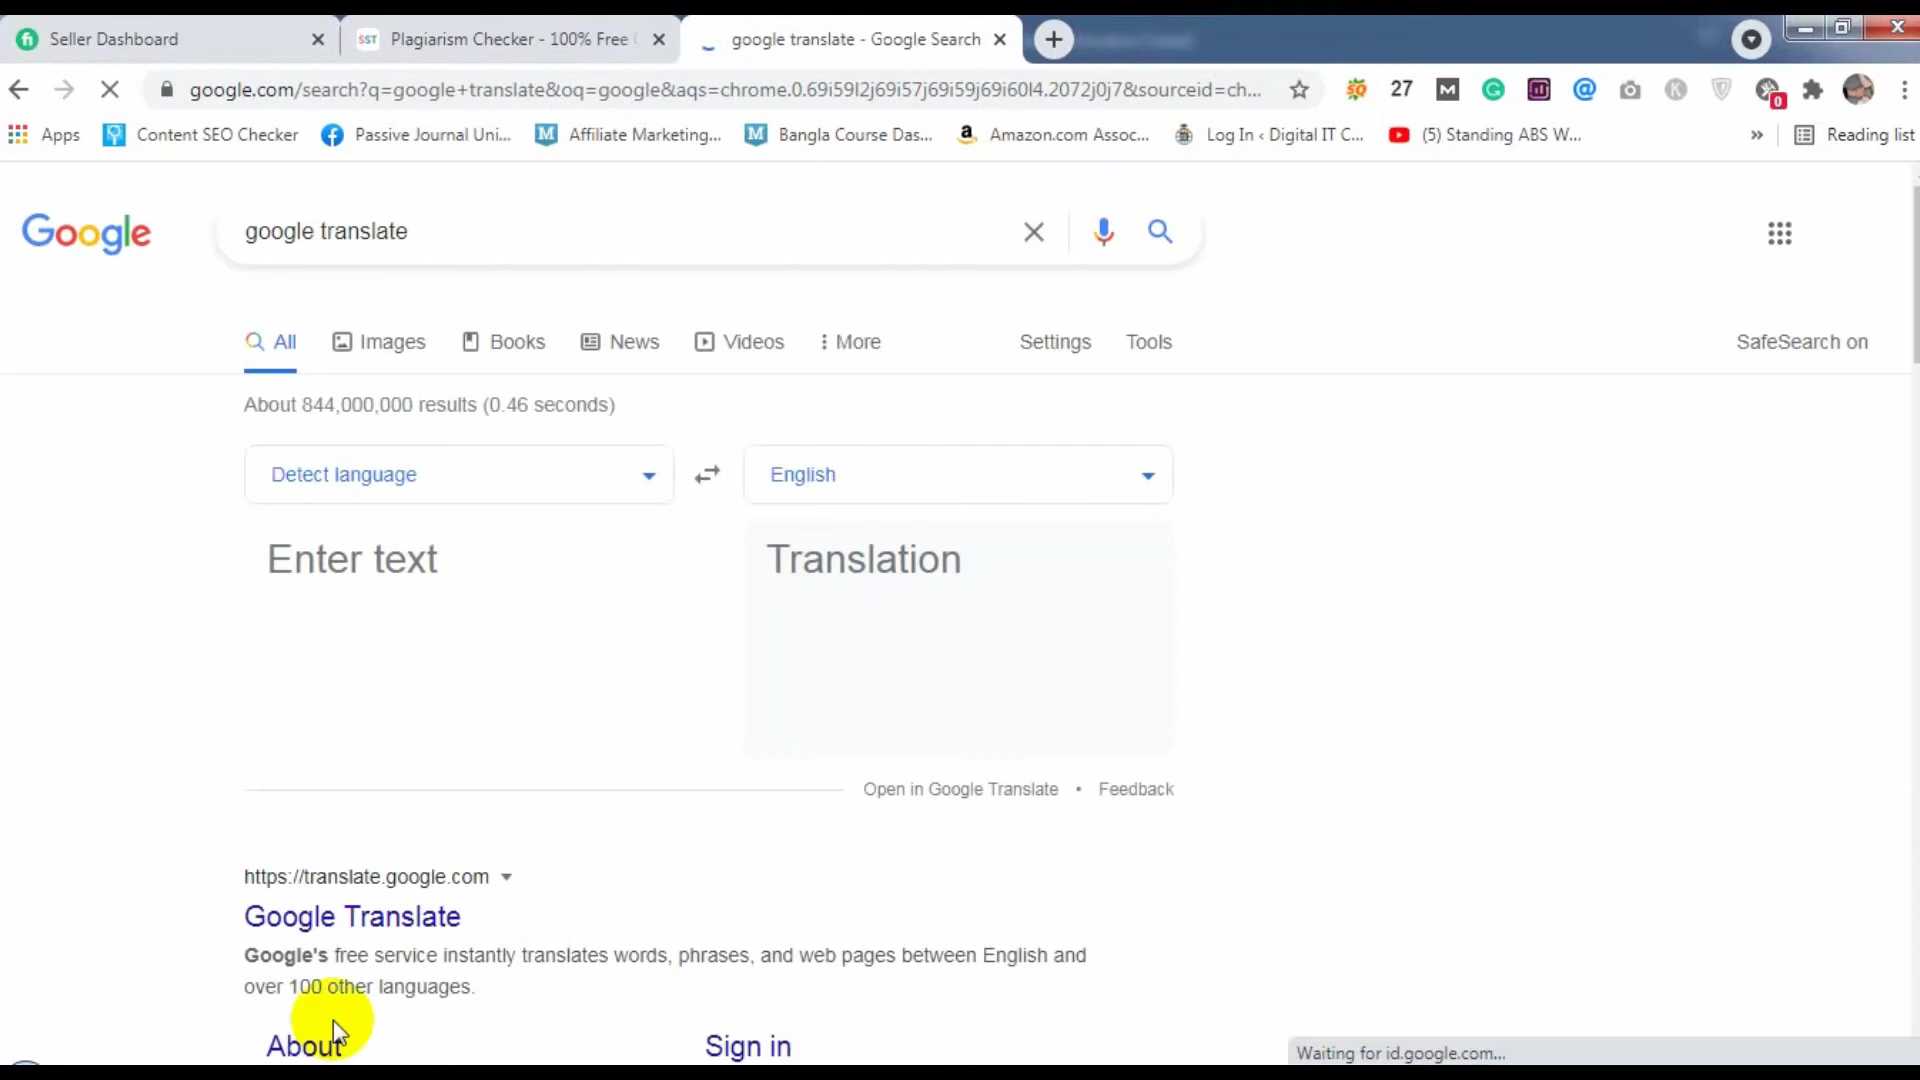 Seller Dashboard
SST Plagiarism Checker - 100% Free
google translate - Google Search
google.com/search?q=google+translate&oq=google&aqs=chrome.0.69i59l2j69i57j69i59j69i60l4.2072j0j7&sourceid=ch...
27
0
Apps
Content SEO Checker
Passive Journal Uni...
Affiliate Marketing...
Bangla Course Das...
Amazon.com Assoc...
Log In ‹ Digital IT C...
(5) Standing ABS W...
»
Reading list
Google
google translate
All
Images
Books
News
Videos
More
Settings
Tools
SafeSearch on
About 844,000,000 results (0.46 seconds)
Detect language
English
Enter text
Translation
Open in Google Translate • Feedback
https://translate.google.com
Google Translate
Google's free service instantly translates words, phrases, and web pages between English and
over 100 other languages.
About
Sign in
Waiting for id.google.com...